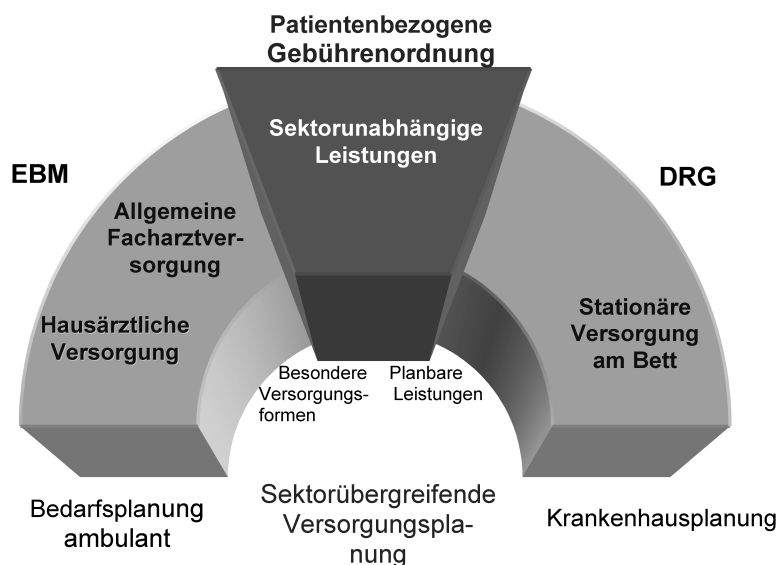 Patientenbezogene
Gebührenordnung
Sektorunabhängige
Leistungen
EBM
DRG
Allgemeine
Facharztver-
sorgung
Hausärztliche
Versorgung
Stationäre
Versorgung
am Bett
Besondere
Versorgungs-
formen
Planbare
Leistungen
Bedarfsplanung
ambulant
Sektorübergreifende
Versorgungspla-
nung
Krankenhausplanung